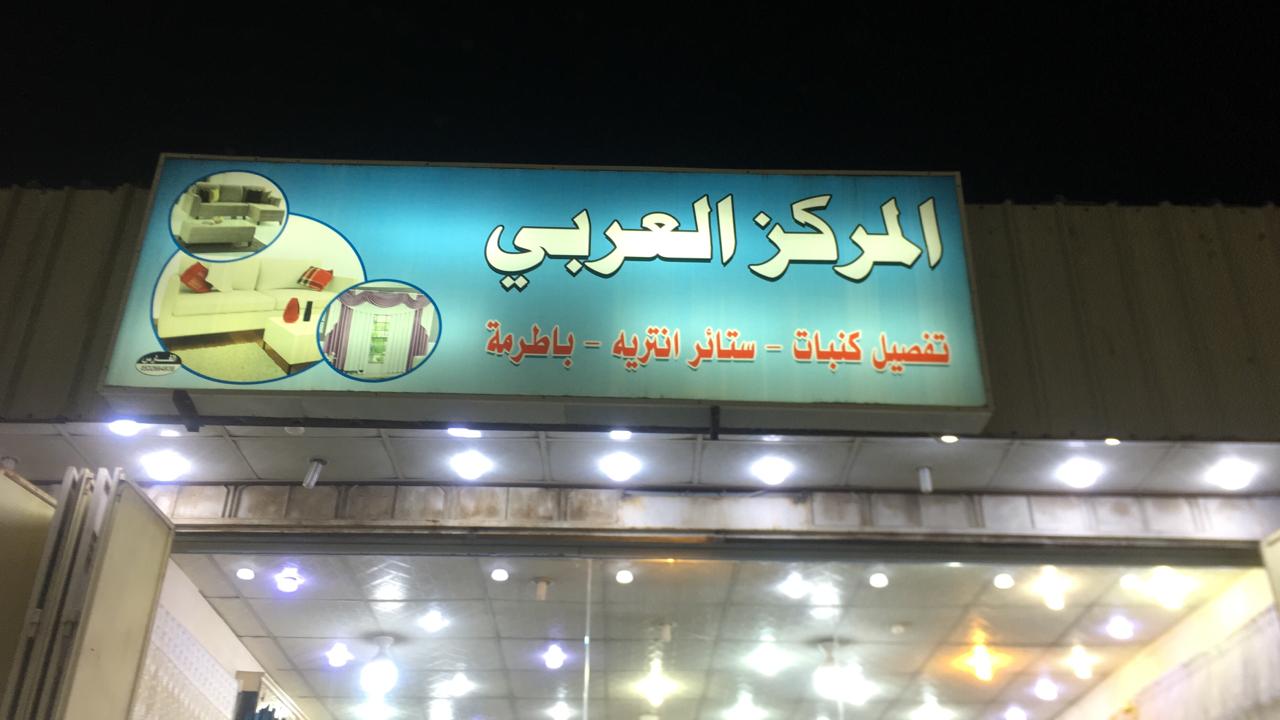 المركز العربي
تفصيل كنبات - ستائر انتريه - باطرمة